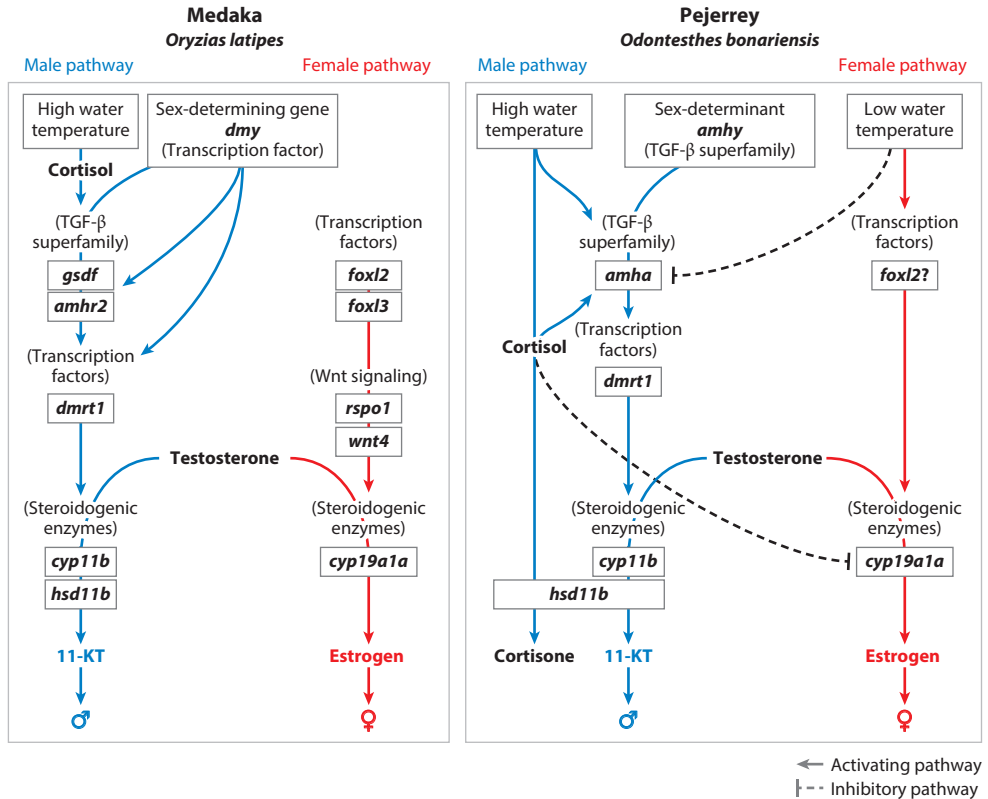 Medaka
Oryzias latipes
Male pathway
Female pathway
High water
temperature
Sex-determining gene
dmy
(Transcription factor)
Cortisol
(TGF-β
superfamily)
gsdf
amhr2
(Transcription
factors)
foxl2
foxl3
(Transcription
factors)
dmrt1
(Wnt signaling)
rspo1
wnt4
Testosterone
(Steroidogenic
enzymes)
cyp11b
hsd11b
(Steroidogenic
enzymes)
cyp19a1a
11-KT
Estrogen
♂
♀
Pejerrey
Odontesthes bonariensis
Male pathway
Female pathway
High water
temperature
Sex-determinant
amhy
(TGF-β superfamily)
Low water
temperature
(TGF-β
superfamily)
amha
(Transcription
factors)
foxl2?
Cortisol
(Transcription
factors)
dmrt1
Testosterone
(Steroidogenic
enzymes)
cyp11b
hsd11b
(Steroidogenic
enzymes)
cyp19a1a
Cortisone
11-KT
Estrogen
♂
♀
Activating pathway
Inhibitory pathway